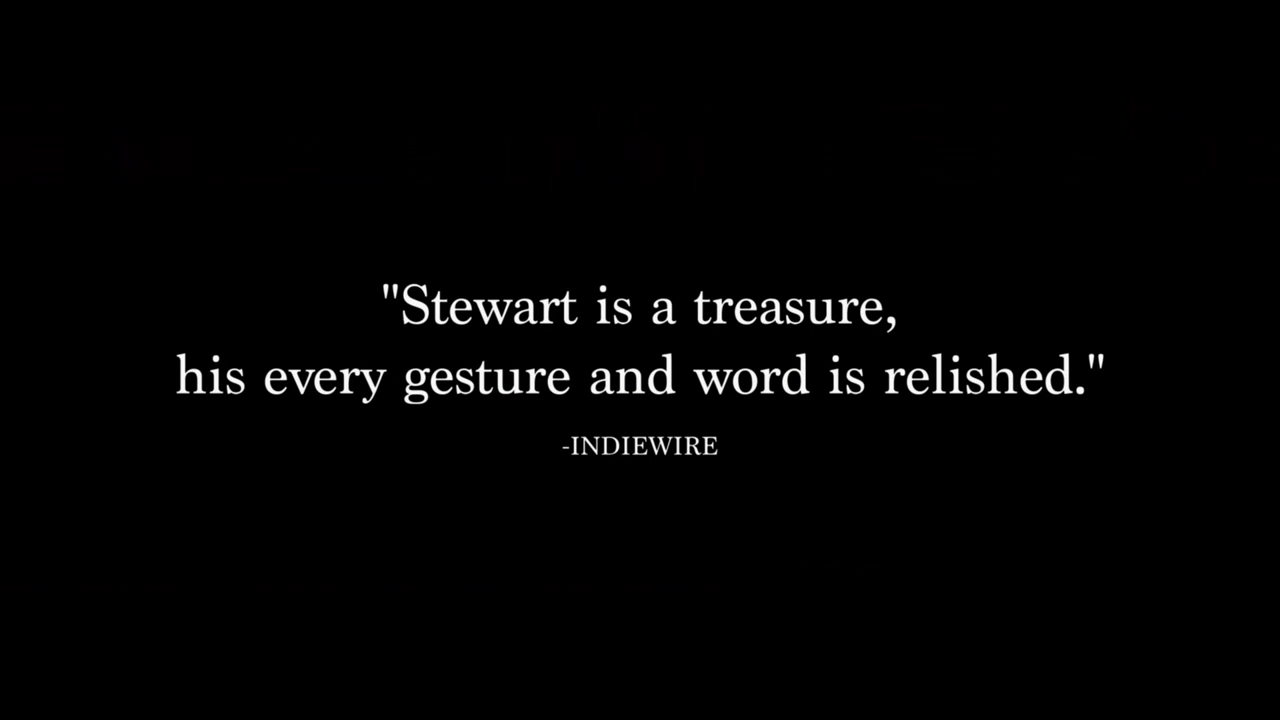 "Stewart is a treasure,
his every gesture and word is relished."
-INDIEWIRE